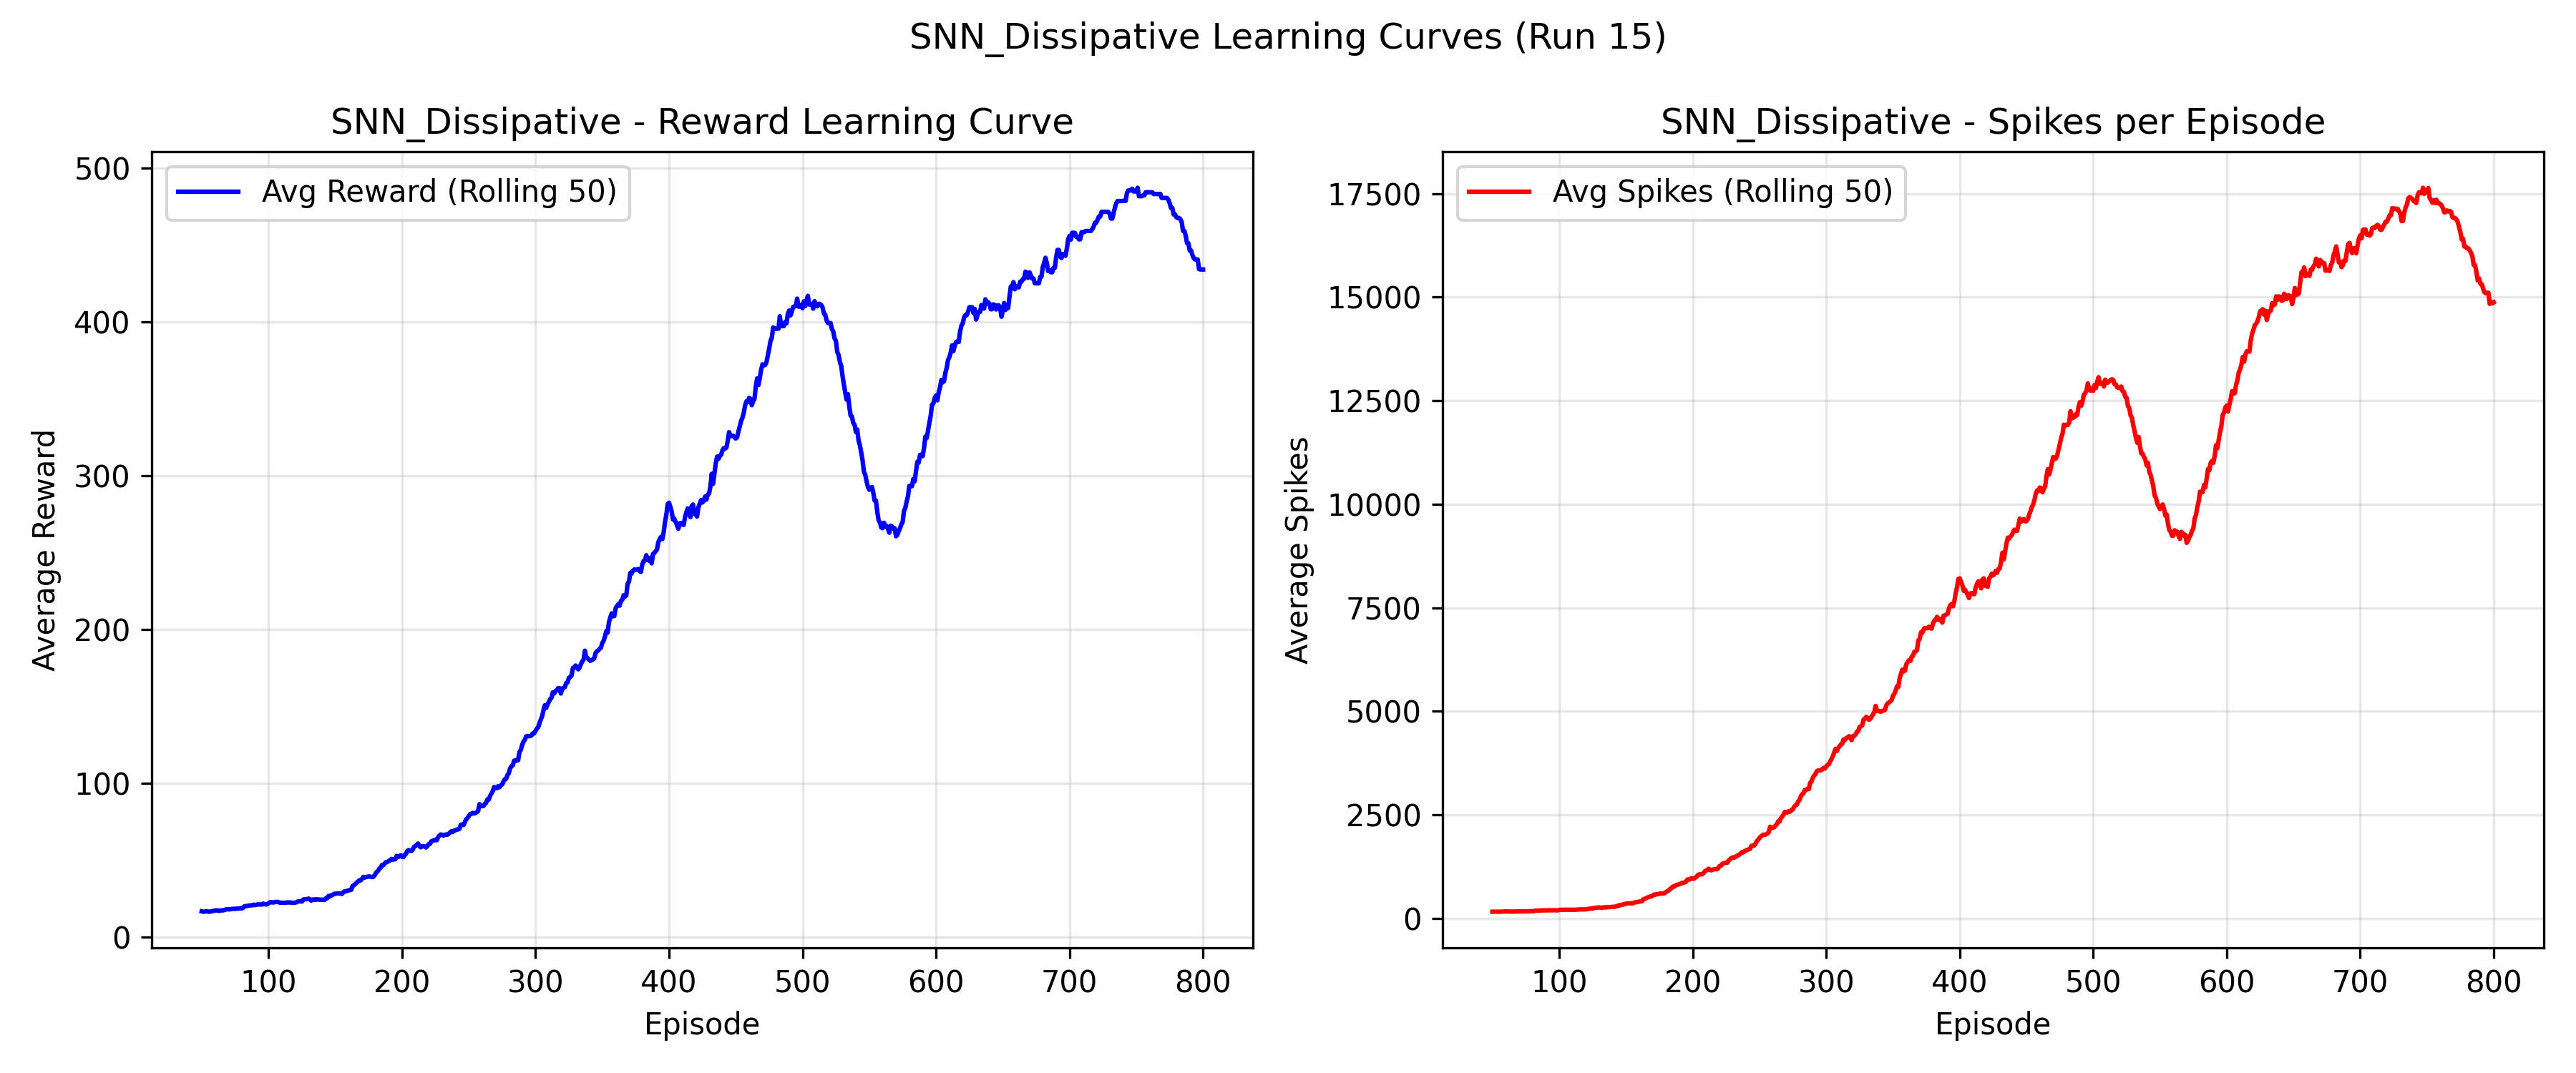 SNN_Dissipative Learning Curves (Run 15)
SNN_Dissipative - Reward Learning Curve
Avg Reward (Rolling 50)
Average Reward
500
400
300
200
100
0
100 200 300 400 500 600 700 800
Episode
SNN_Dissipative - Spikes per Episode
Avg Spikes (Rolling 50)
Average Spikes
17500
15000
12500
10000
7500
5000
2500
0
100 200 300 400 500 600 700 800
Episode